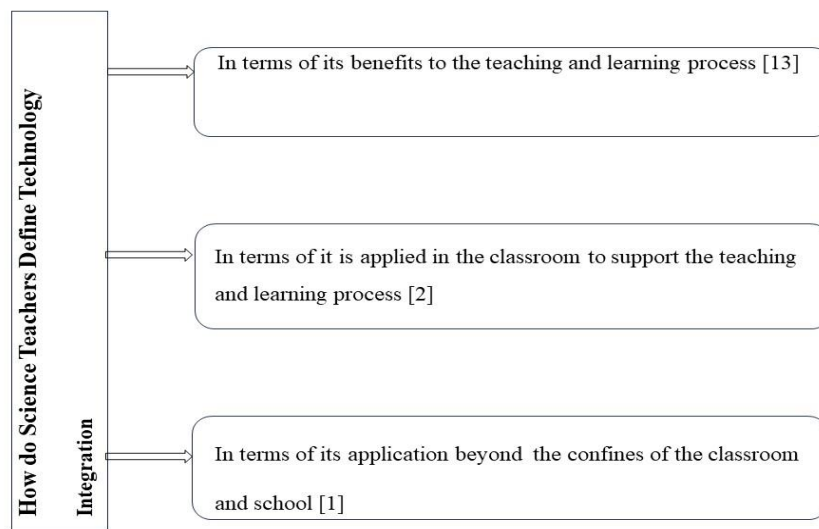 How do Science Teachers Define Technology
Integration
In terms of its benefits to the teaching and learning process [13]
In terms of it is applied in the classroom to support the teaching
and learning process [2]
In terms of its application beyond the confines of the classroom
and school [1]